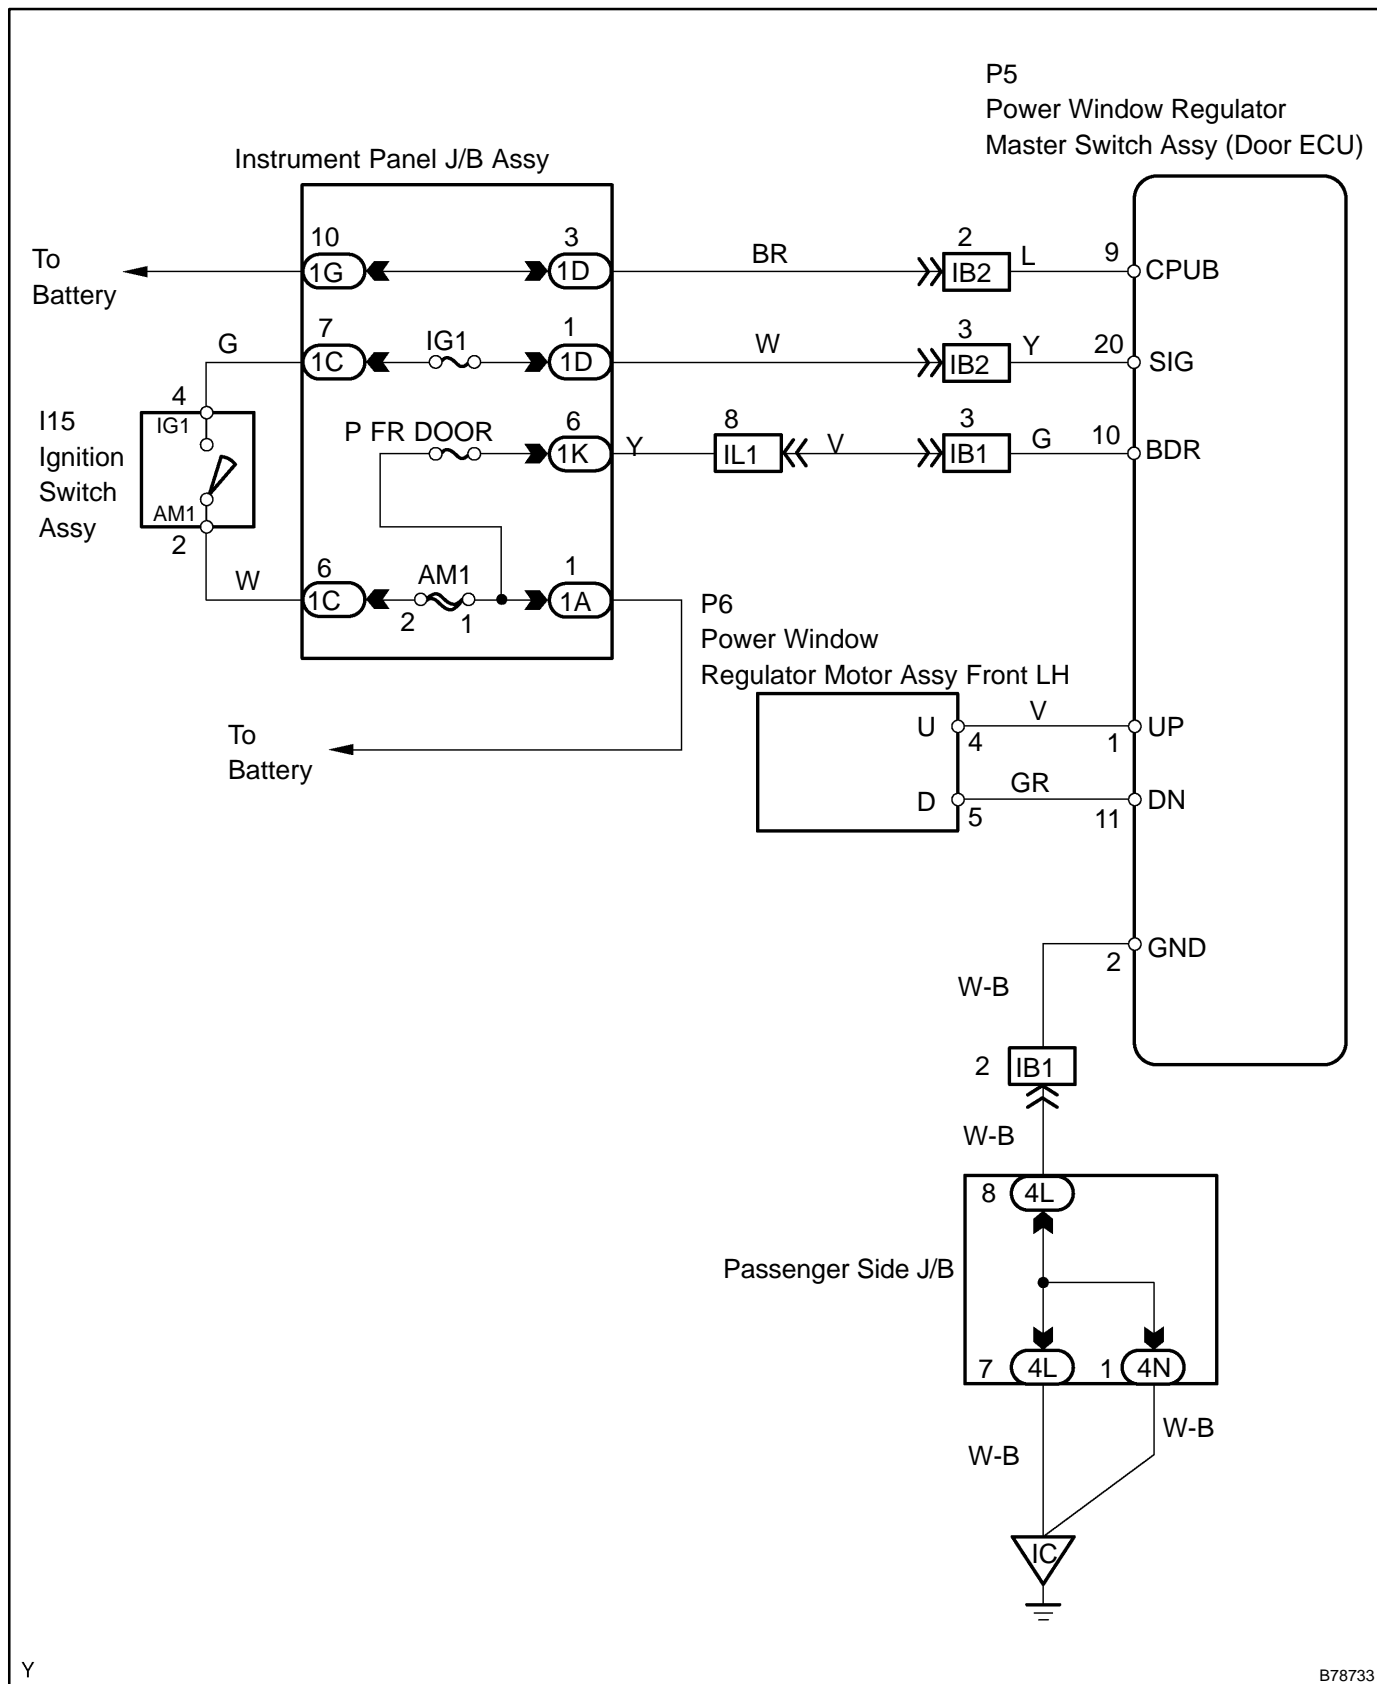 P5
Power Window Regulator
Master Switch Assy (Door ECU)
Instrument Panel J/B Assy
To
Battery
10
1G
3
1D
BR
2
IB2
L
9
CPUB
G
7
1C
IG1
1
1D
W
3
IB2
Y
20
SIG
I15
Ignition
Switch
Assy
4
IG1
AM1
2
P FR DOOR
6
1K
Y
8
IL1
V
3
IB1
G
10
BDR
W
6
1C
AM1
2
1
1
1A
To
Battery
P6
Power Window
Regulator Motor Assy Front LH
U
4
V
1
UP
D
5
GR
11
DN
2
GND
W-B
2
IB1
W-B
8
4L
Passenger Side J/B
7
4L
1
4N
W-B
W-B
IC
Y
B78733